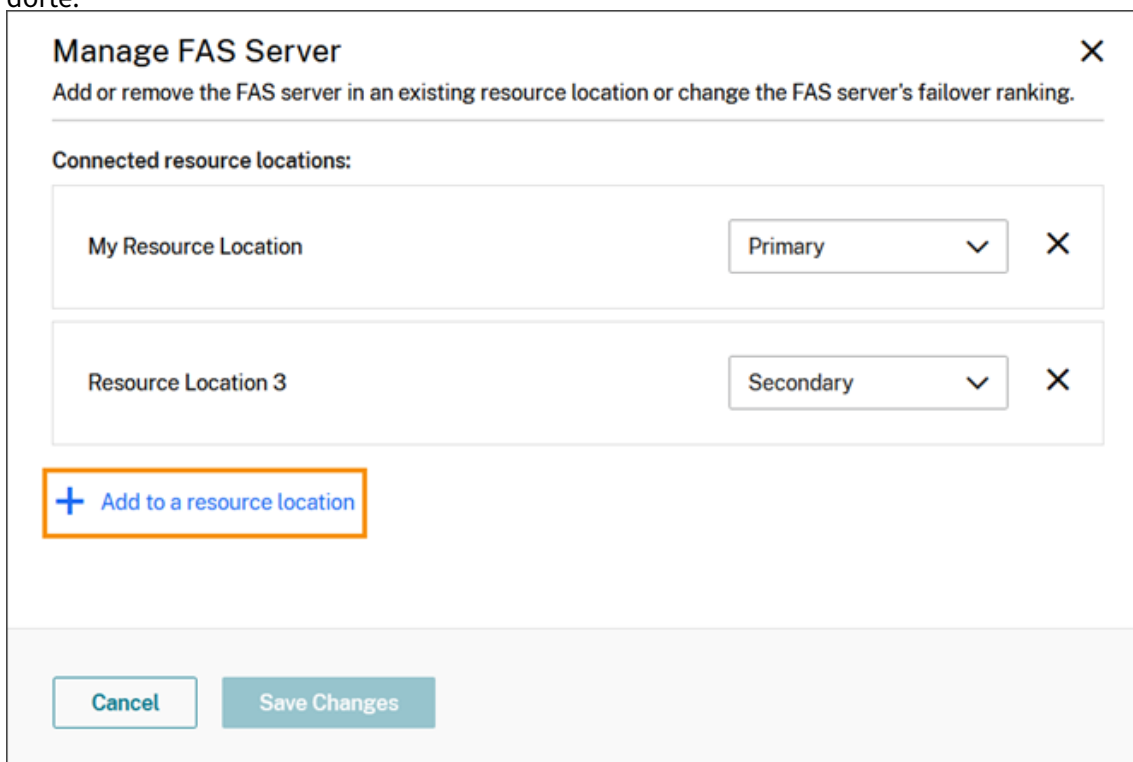 Manage FAS Server
Add or remove the FAS server in an existing resource location or change the FAS server's failover ranking.
Connected resource locations:
My Resource Location
Primary
Resource Location 3
Secondary
Add to a resource location
Cancel
Save Changes